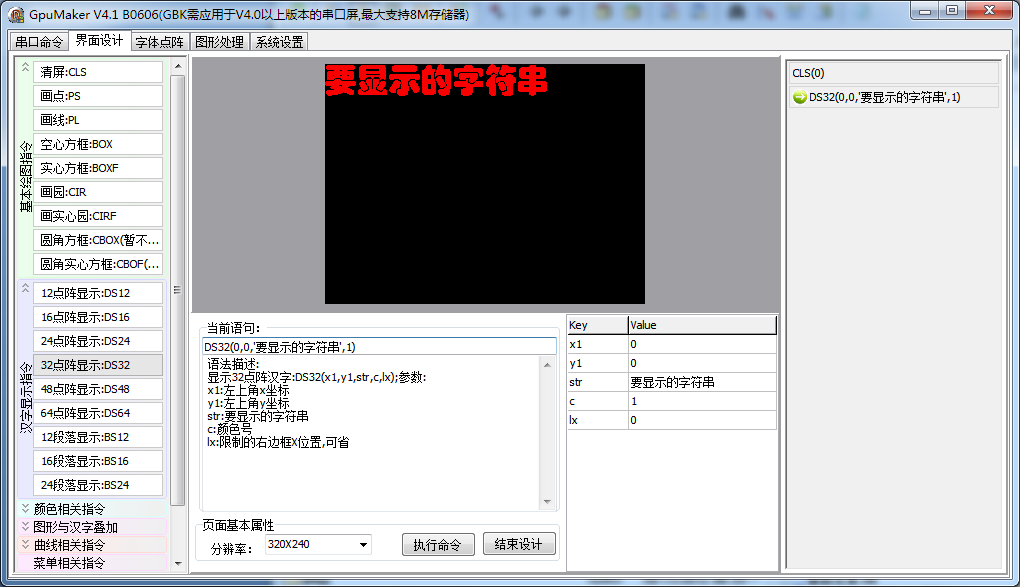 GpuMaker V4.1 B0606(GBK需应用于V4.0以上版本的串口屏,最大支持8M存储器)
串口命令 界面设计 字体点阵 图形处理 系统设置
基本绘图指令
清屏:CLS
画点:PS
画线:PL
空心方框:BOX
实心方框:BOXF
画园:CIR
画实心园:CIRF
圆角方框:CBOX(暂不...
圆角实心方框:CBOF(...
汉字显示指令
12点阵显示:DS12
16点阵显示:DS16
24点阵显示:DS24
32点阵显示:DS32
48点阵显示:DS48
64点阵显示:DS64
12段落显示:BS12
16段落显示:BS16
24段落显示:BS24
颜色相关指令
图形与汉字叠加
曲线相关指令
菜单相关指令
要显示的字符串
当前语句:
DS32(0,0,'要显示的字符串',1)
语法描述:
显示32点阵汉字:DS32(x1,y1,str,c,lx);参数:
x1:左上角x坐标
y1:左上角y坐标
str:要显示的字符串
c:颜色号
lx:限制的右边框X位置,可省
页面基本属性
分辨率: 320X240 执行命令 结束设计
Key Value
x1 0
y1 0
str 要显示的字符串
c 1
lx 0
CLS(0)
DS32(0,0,'要显示的字符串',1)